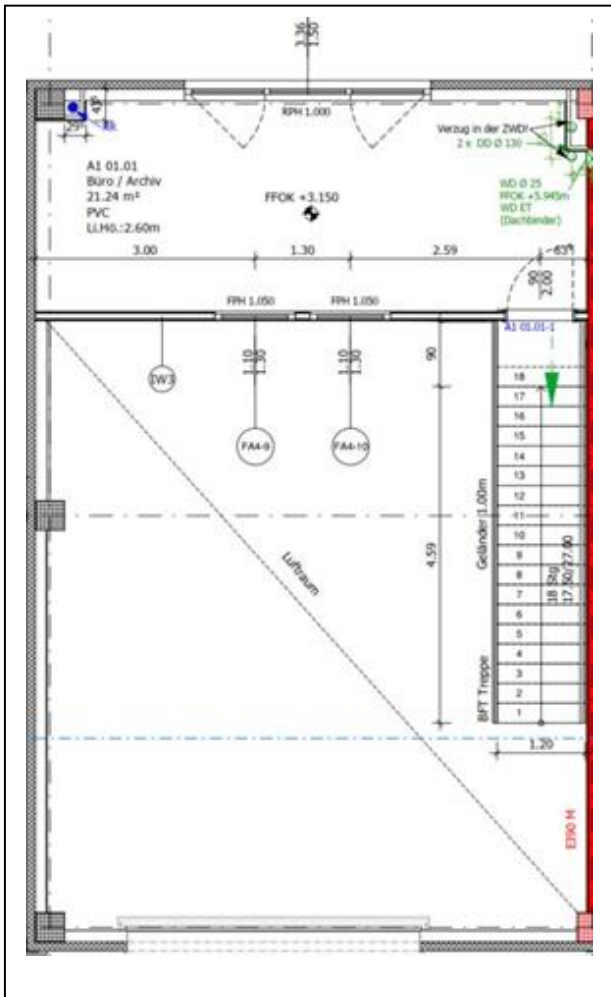 3.36
1.50
RPH 1.000
43⁵
29⁵
A1 01.01
Büro / Archiv
21.24 m²
PVC
Li.Hö.:2.60m
FFOK +3.150
Verzug in der ZWD!
2 x DD Ø 130
WD Ø 25
FFOK +5.945m
WD ET
(Dachbinder)
3.00
1.30
2.59
63⁵
90
2.00
FPH 1.050
FPH 1.050
A1 01.01-1
1.10
1.30
1.10
1.30
90
IW3
FA4-9
FA4-10
18
17
16
15
14
13
12
11
10
9
8
7
6
5
4
3
2
1
Geländer 1.00m
4.59
18 Stg.
17.50/27.00
Luftraum
BFT Treppe
1.20
EI90 M